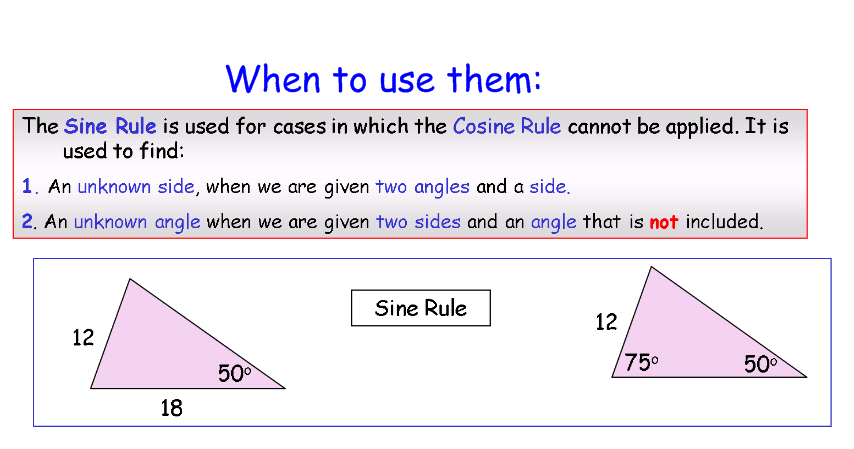 When to use them:
The Sine Rule is used for cases in which the Cosine Rule cannot be applied. It is
used to find:
1. An unknown side, when we are given two angles and a side.
2. An unknown angle when we are given two sides and an angle that is not included.
Sine Rule
12
50°
18
12
75°
50°